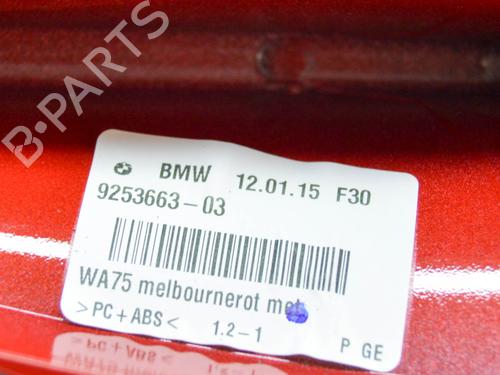 B-PARTS
BMW 12.01.15 F30
9253663-03
WA75 melbournerot met
>PC+ABS< 1.2-1 P GE